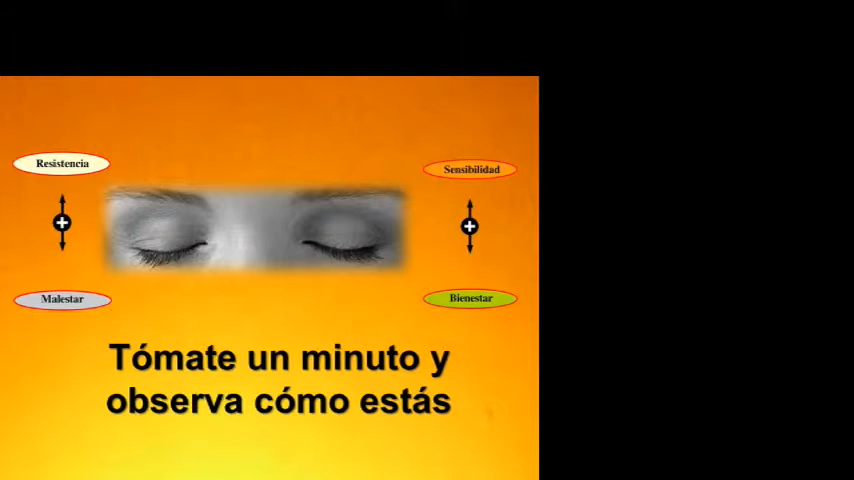 Resistencia
Sensibilidad
Malestar
Bienestar
Tómate un minuto y
observa cómo estás